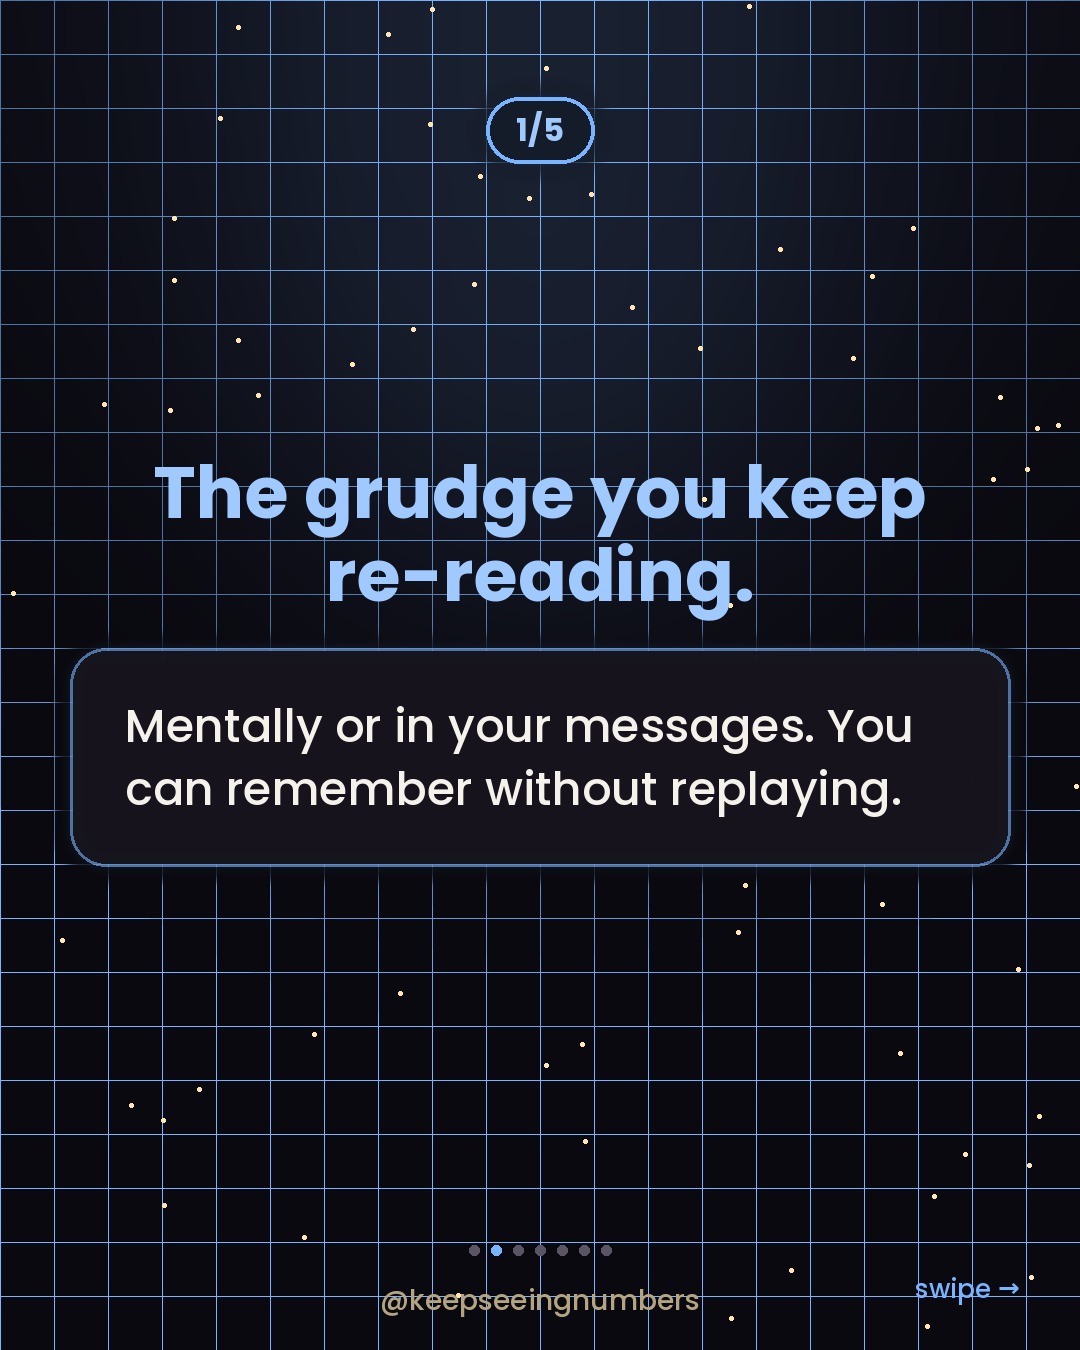 1/5
The grudge you keep
re-reading.
Mentally or in your messages. You
can remember without replaying.
@keepseeingnumbers
swipe →